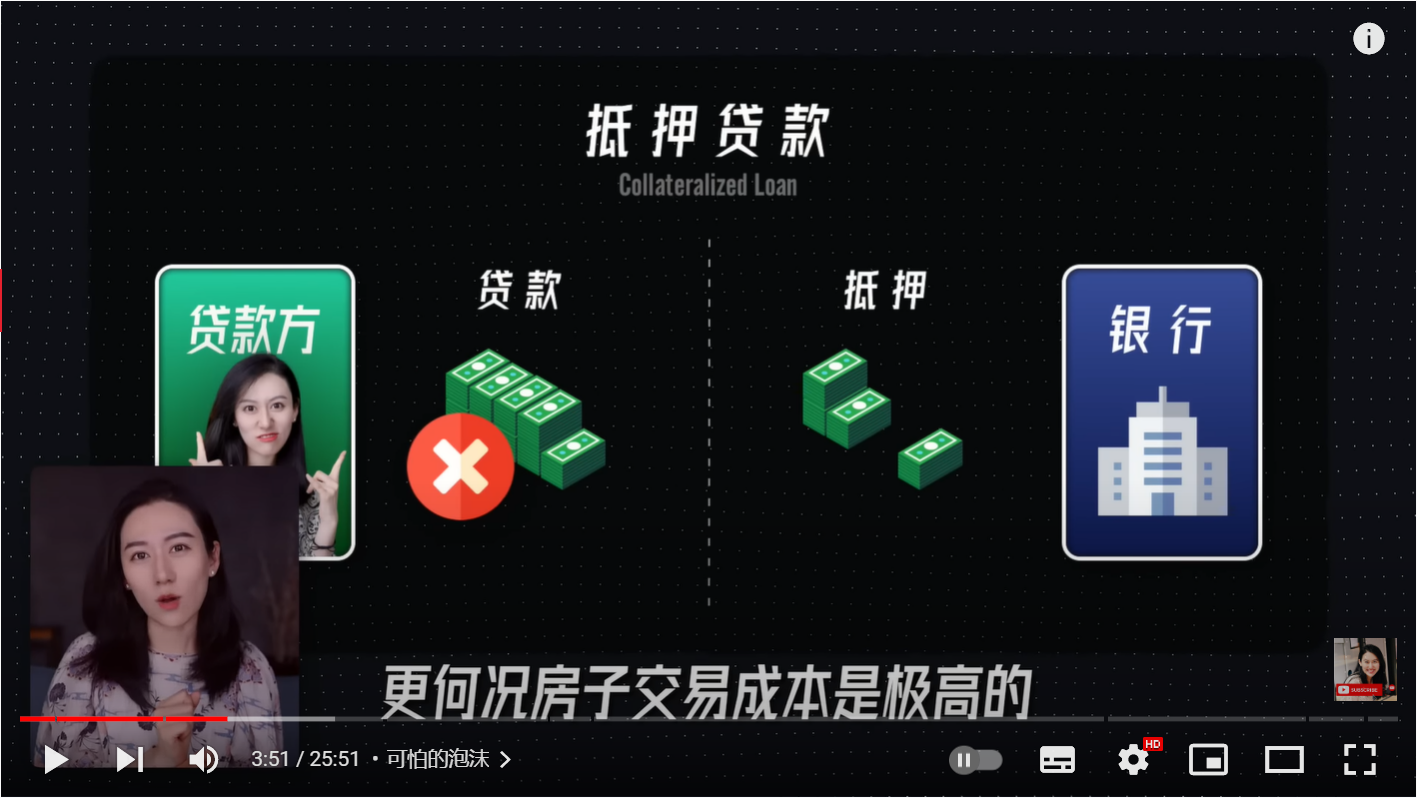 抵押贷款
Collateralized Loan
贷款方
贷款
抵押
银行
更何况房子交易成本是极高的
SUBSCRIBE
3:51 / 25:51 • 可怕的泡沫
HD